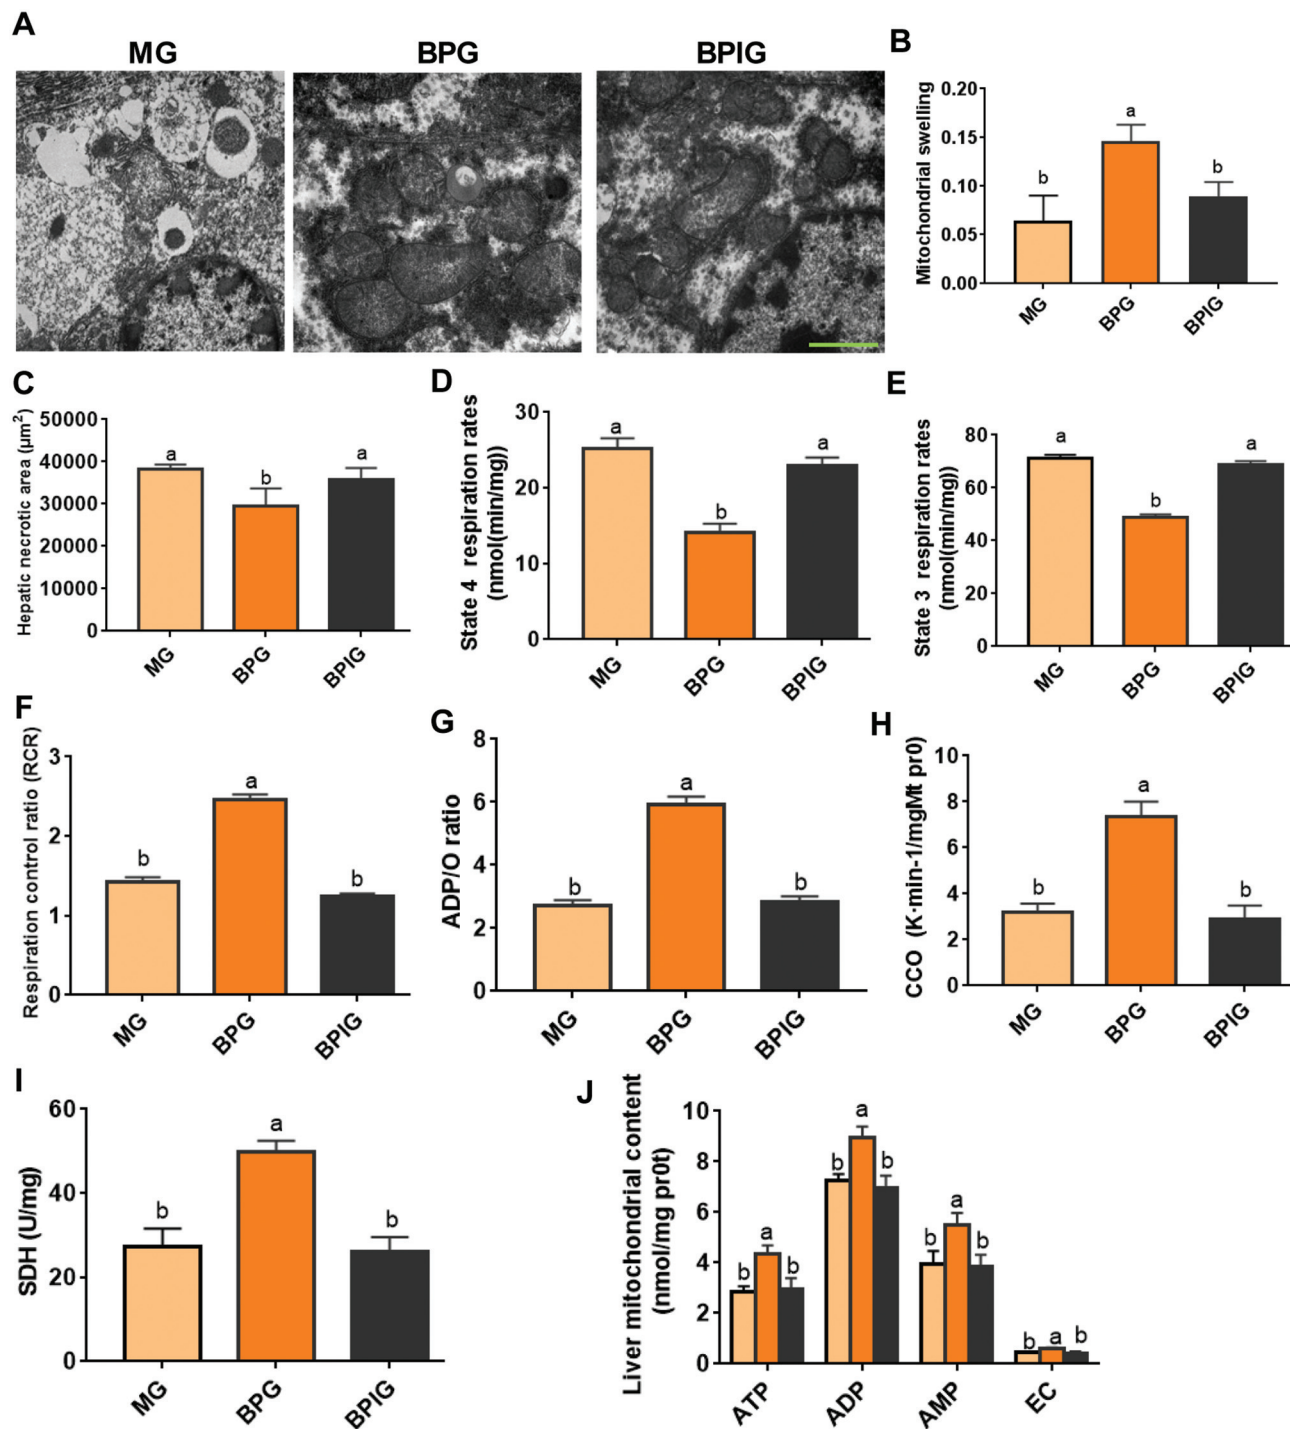 A
MG
BPG
BPIG
B
Mitochondrial swelling
0.20
0.15
0.10
0.05
0.00
b
a
b
MG
BPG
BPIG
C
Hepatic necrotic area (μm²)
50000
40000
30000
20000
10000
0
a
b
a
MG
BPG
BPIG
D
State 4 respiration rates
(nmol(min/mg))
30
20
10
0
a
b
a
MG
BPG
BPIG
E
State 3 respiration rates
(nmol(min/mg))
80
60
40
20
0
a
b
a
MG
BPG
BPIG
F
Respiration control ratio (RCR)
3
2
1
0
b
a
b
MG
BPG
BPIG
G
ADP/O ratio
8
6
4
2
0
b
a
b
MG
BPG
BPIG
H
CCO (K·min-1/mgMt pr0)
10
8
6
4
2
0
b
a
b
MG
BPG
BPIG
I
SDH (U/mg)
60
40
20
0
b
a
b
MG
BPG
BPIG
J
Liver mitochondrial content
(nmol/mg pr0t)
10
8
6
4
2
0
b
a
b
b
a
b
b
a
b
b
a
b
ATP
ADP
AMP
EC